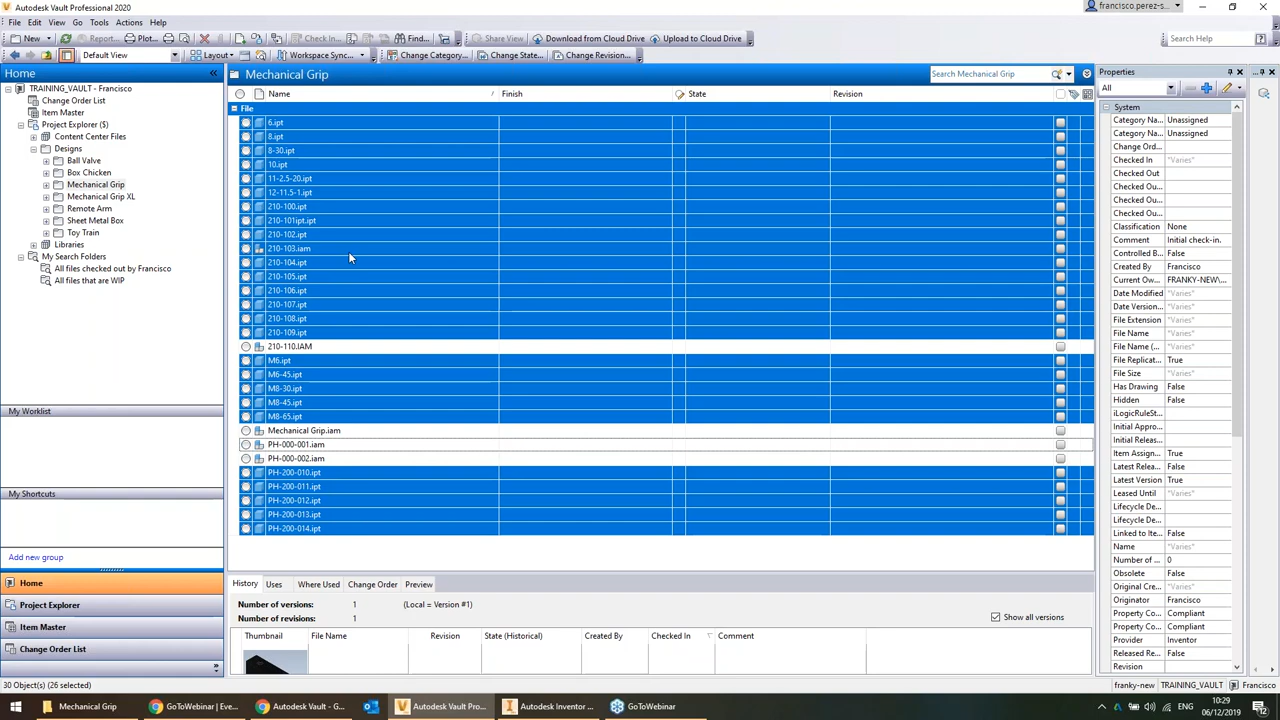 Autodesk Vault Professional 2020
francisco.perez-s...
File Edit View Go Tools Actions Help
New Report... Plot... Check In... Find... Share View Download from Cloud Drive Upload to Cloud Drive
Search Help
Default View Layout Workspace Sync... Change Category... Change State... Change Revision...
Home
TRAINING_VAULT - Francisco
Change Order List
Item Master
Project Explorer ($)
Content Center Files
Designs
Ball Valve
Box Chicken
Mechanical Grip
Mechanical Grip XL
Remote Arm
Sheet Metal Box
Toy Train
Libraries
My Search Folders
All files checked out by Francisco
All files that are WIP
My Worklist
My Shortcuts
Add new group
Home
Project Explorer
Item Master
Change Order List
Mechanical Grip
Search Mechanical Grip
Name Finish State Revision
File
6.ipt
8.ipt
8-30.ipt
10.ipt
11-2.5-20.ipt
12-11.5-1.ipt
210-100.ipt
210-101ipt.ipt
210-102.ipt
210-103.iam
210-104.ipt
210-105.ipt
210-106.ipt
210-107.ipt
210-108.ipt
210-109.ipt
210-110.IAM
M6.ipt
M6-45.ipt
M8-30.ipt
M8-45.ipt
M8-65.ipt
Mechanical Grip.iam
PH-000-001.iam
PH-000-002.iam
PH-200-010.ipt
PH-200-011.ipt
PH-200-012.ipt
PH-200-013.ipt
PH-200-014.ipt
History Uses Where Used Change Order Preview
Number of versions: 1 (Local = Version #1)
Number of revisions: 1
Show all versions
Thumbnail File Name Revision State (Historical) Created By Checked In Comment
Properties
All
System
Category Na... Unassigned
Category Na... Unassigned
Change Ord...
Checked In *Varies*
Checked Out
Checked Ou...
Checked Ou...
Checked Ou...
Classification None
Comment Initial check-in.
Controlled B... False
Created By Francisco
Current Ow... FRANKY-NEW\...
Date Modified *Varies*
Date Version... *Varies*
File Extension *Varies*
File Name *Varies*
File Name (... *Varies*
File Replicat... True
File Size *Varies*
Has Drawing False
Hidden False
iLogicRuleSt...
Initial Appro...
Initial Releas...
Item Assigne... True
Latest Relea... False
Latest Version True
Leased Until *Varies*
Lifecycle De...
Lifecycle De...
Linked to Ite... False
Name *Varies*
Number of ... 0
Obsolete False
Original Cre... *Varies*
Originator Francisco
Property Co... Compliant
Property Co... Compliant
Provider Inventor
Released Re... False
Revision
30 Object(s) (26 selected)
franky-new TRAINING_VAULT Francisco
Mechanical Grip GoToWebinar | Eve... Autodesk Vault - G... Autodesk Vault Pro... Autodesk Inventor ... GoToWebinar
10:29
06/12/2019